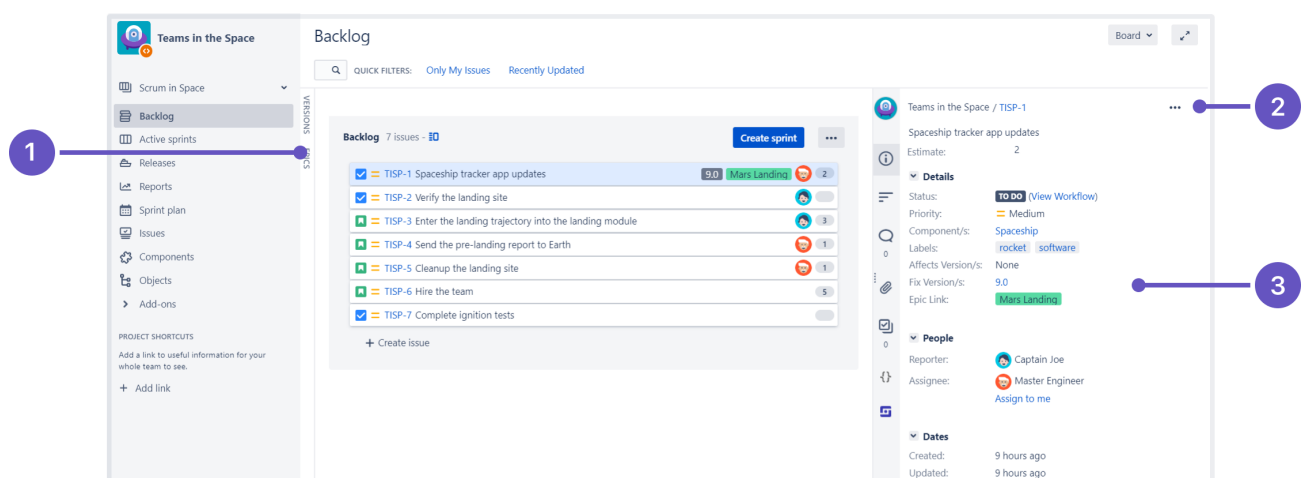 Teams in the Space
Scrum in Space
Backlog
Active sprints
Releases
Reports
Sprint plan
Issues
Components
Objects
Add-ons
PROJECT SHORTCUTS
Add a link to useful information for your
whole team to see.
+ Add link
1
Backlog
Board
QUICK FILTERS: Only My Issues Recently Updated
VERSIONS
EPICS
Backlog 7 issues -
Create sprint
TISP-1 Spaceship tracker app updates 9.0 Mars Landing 2
TISP-2 Verify the landing site
TISP-3 Enter the landing trajectory into the landing module 3
TISP-4 Send the pre-landing report to Earth 1
TISP-5 Cleanup the landing site 1
TISP-6 Hire the team 5
TISP-7 Complete ignition tests
+ Create issue
0
0
{}
Teams in the Space / TISP-1
2
Spaceship tracker app updates
Estimate: 2
Details
Status: TO DO (View Workflow)
Priority: Medium
Component/s: Spaceship
Labels: rocket software
Affects Version/s: None
Fix Version/s: 9.0
Epic Link: Mars Landing
3
People
Reporter: Captain Joe
Assignee: Master Engineer
Assign to me
Dates
Created: 9 hours ago
Updated: 9 hours ago